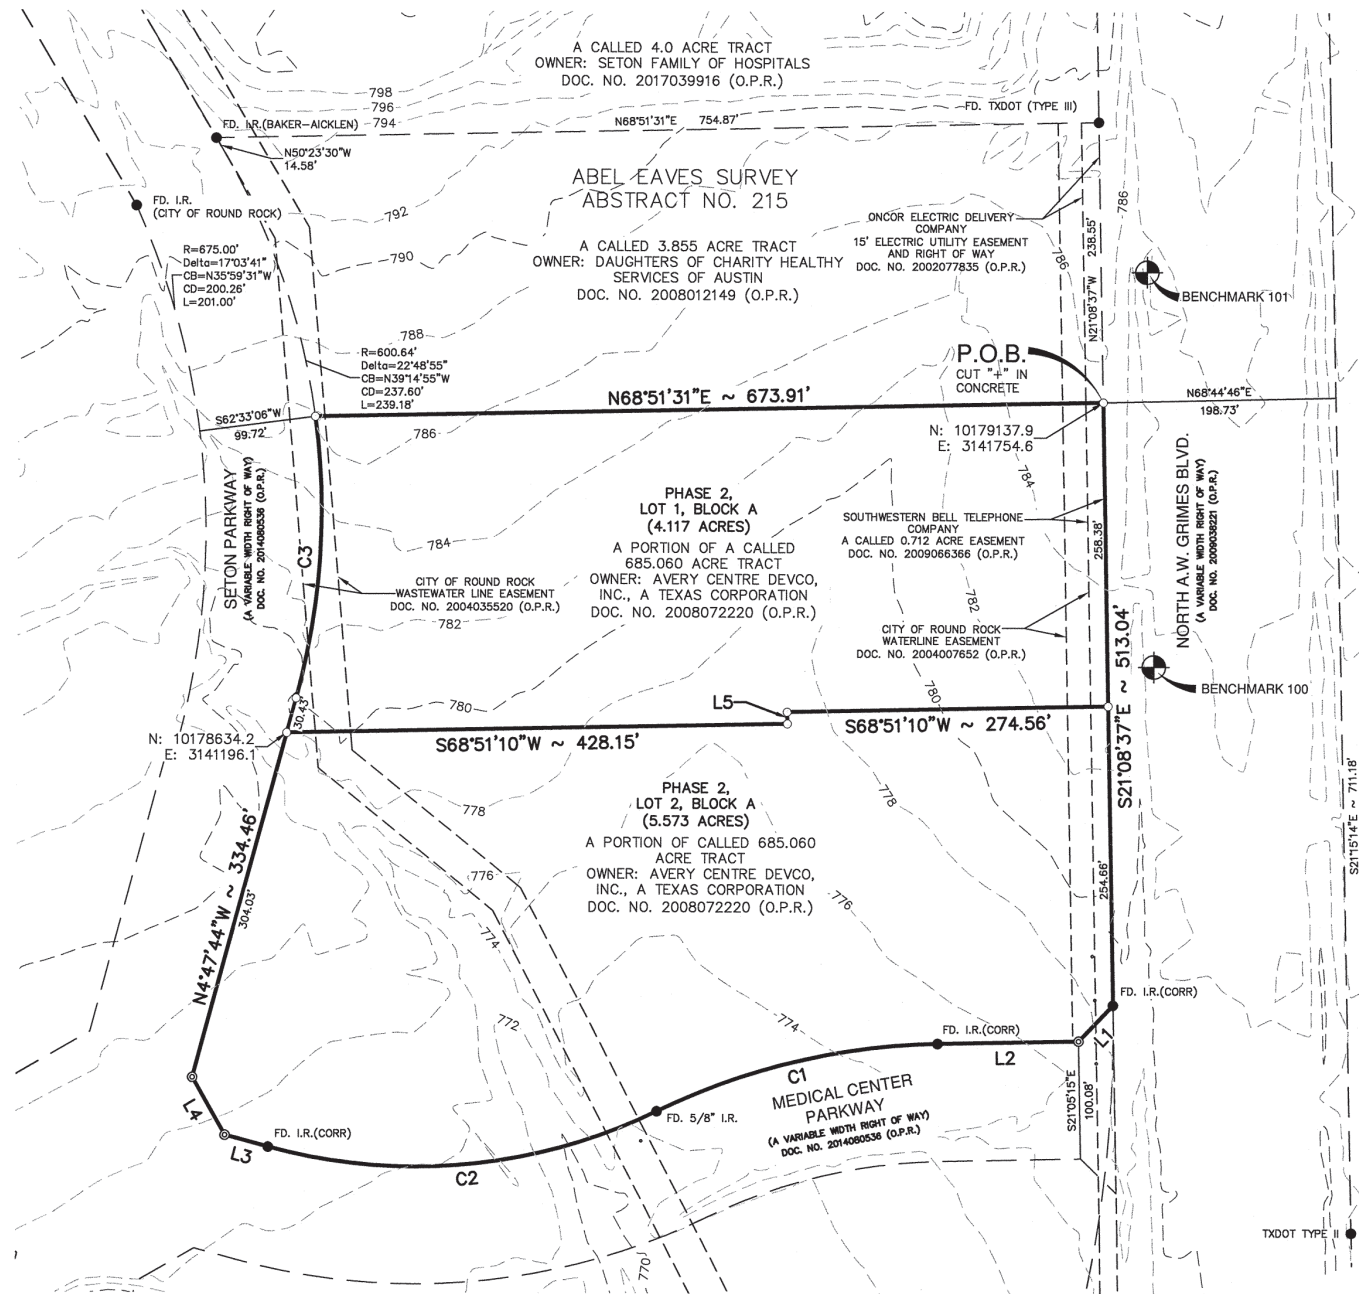 A CALLED 4.0 ACRE TRACT
OWNER: SETON FAMILY OF HOSPITALS
DOC. NO. 2017039916 (O.P.R.)
798
796
794
FD. I.R.(BAKER-AICKLEN)
N68°51'31"E 754.87'
FD. TXDOT (TYPE III)
N50°23'30"W
14.58'
ABEL EAVES SURVEY
ABSTRACT NO. 215
FD. I.R.
(CITY OF ROUND ROCK)
792
790
786
786
ONCOR ELECTRIC DELIVERY
COMPANY
15' ELECTRIC UTILITY EASEMENT
AND RIGHT OF WAY
DOC. NO. 2002077835 (O.P.R.)
N21°08'37"W 238.55'
A CALLED 3.855 ACRE TRACT
OWNER: DAUGHTERS OF CHARITY HEALTHY
SERVICES OF AUSTIN
DOC. NO. 2008012149 (O.P.R.)
R=675.00'
Delta=17°03'41"
CB=N35°59'31"W
CD=200.26'
L=201.00'
BENCHMARK 101
788
R=600.64'
Delta=22°48'55"
CB=N39°14'55"W
CD=237.60'
L=239.18'
P.O.B.
CUT "+" IN
CONCRETE
N68°51'31"E ~ 673.91'
N68°44'46"E
198.73'
S62°33'06"W
99.72'
786
N: 10179137.9
E: 3141754.6
784
SETON PARKWAY
(A VARIABLE WIDTH RIGHT OF WAY)
DOC. NO. 2014080536 (O.P.R.)
C3
784
PHASE 2,
LOT 1, BLOCK A
(4.117 ACRES)
A PORTION OF A CALLED
685.060 ACRE TRACT
OWNER: AVERY CENTRE DEVCO,
INC., A TEXAS CORPORATION
DOC. NO. 2008072220 (O.P.R.)
SOUTHWESTERN BELL TELEPHONE
COMPANY
A CALLED 0.712 ACRE EASEMENT
DOC. NO. 2009066366 (O.P.R.)
258.38'
NORTH A.W. GRIMES BLVD.
(A VARIABLE WIDTH RIGHT OF WAY)
DOC. NO. 2009038221 (O.P.R.)
CITY OF ROUND ROCK
WASTEWATER LINE EASEMENT
DOC. NO. 2004035520 (O.P.R.)
782
782
CITY OF ROUND ROCK
WATERLINE EASEMENT
DOC. NO. 2004007652 (O.P.R.)
S21°08'37"E ~ 513.04'
BENCHMARK 100
780
780
L5
30.43'
S68°51'10"W ~ 274.56'
N: 10178634.2
E: 3141196.1
S68°51'10"W ~ 428.15'
778
778
PHASE 2,
LOT 2, BLOCK A
(5.573 ACRES)
A PORTION OF CALLED 685.060
ACRE TRACT
OWNER: AVERY CENTRE DEVCO,
INC., A TEXAS CORPORATION
DOC. NO. 2008072220 (O.P.R.)
S21°15'14"E ~ 711.18'
N4°47'44"W ~ 334.46'
304.03'
776
776
254.66'
774
772
774
FD. I.R.(CORR)
FD. I.R.(CORR)
L1
L2
C1
S21°05'15"E
100.08'
MEDICAL CENTER
PARKWAY
(A VARIABLE WIDTH RIGHT OF WAY)
DOC. NO. 2014080536 (O.P.R.)
L4
FD. 5/8" I.R.
FD. I.R.(CORR)
L3
C2
TXDOT TYPE II
770